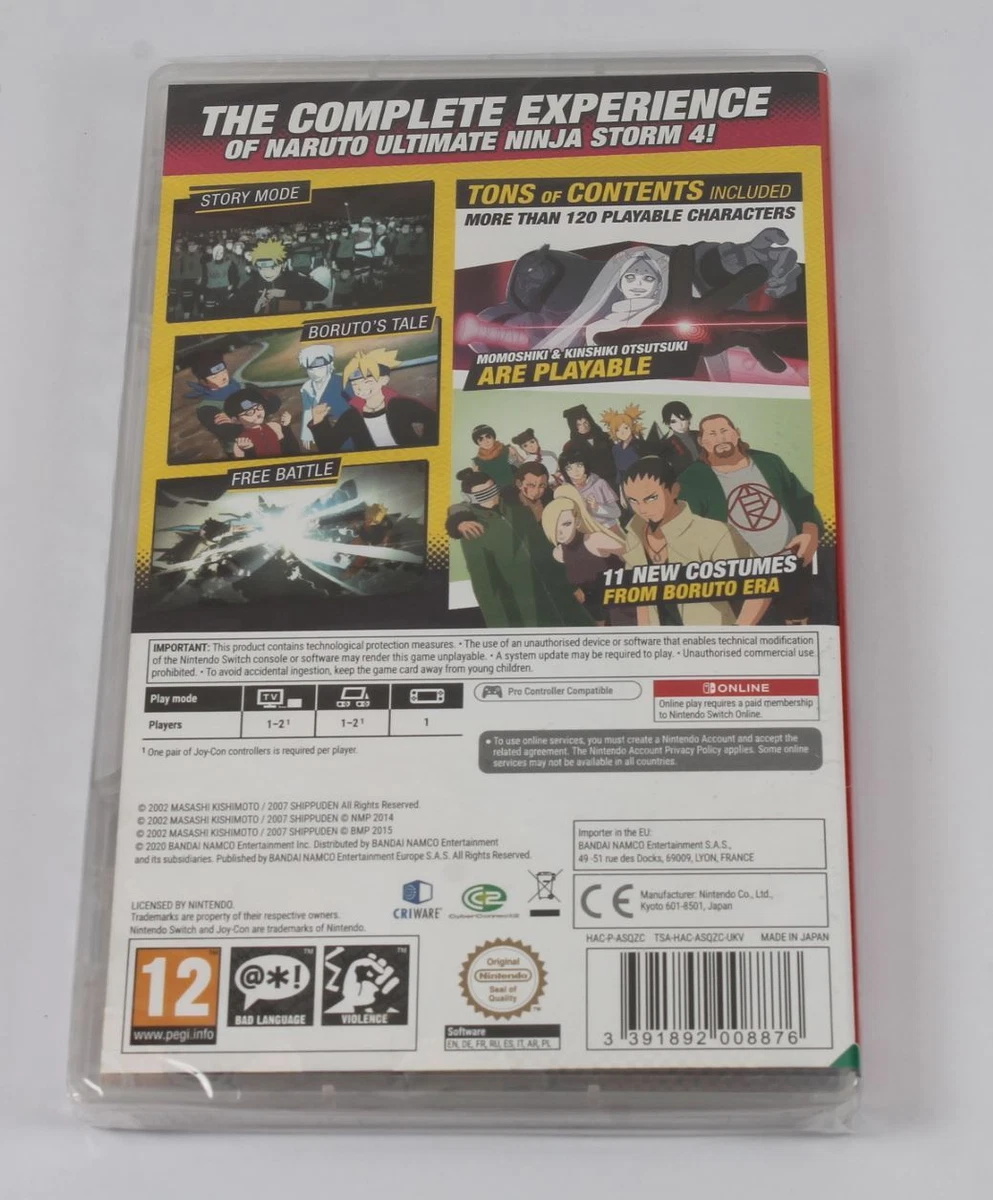 THE COMPLETE EXPERIENCE
OF NARUTO ULTIMATE NINJA STORM 4!
STORY MODE
BORUTO'S TALE
FREE BATTLE
TONS OF CONTENTS INCLUDED
MORE THAN 120 PLAYABLE CHARACTERS
MOMOSHIKI & KINSHIKI OTSUTSUKI
ARE PLAYABLE
11 NEW COSTUMES
FROM BORUTO ERA
IMPORTANT: This product contains technological protection measures. • The use of an unauthorised device or software that enables technical modification
of the Nintendo Switch console or software may render this game unplayable. • A system update may be required to play. • Unauthorised commercial use
prohibited. • To avoid accidental ingestion, keep the game card away from young children.
Play mode
TV
Players
1-2¹
1-2¹
1
¹ One pair of Joy-Con controllers is required per player.
Pro Controller Compatible
ONLINE
Online play requires a paid membership
to Nintendo Switch Online.
• To use online services, you must create a Nintendo Account and accept the
related agreement. The Nintendo Account Privacy Policy applies. Some online
services may not be available in all countries.
© 2002 MASASHI KISHIMOTO / 2007 SHIPPUDEN All Rights Reserved.
© 2002 MASASHI KISHIMOTO / 2007 SHIPPUDEN © NMP 2014
© 2002 MASASHI KISHIMOTO / 2007 SHIPPUDEN © BMP 2015
© 2020 BANDAI NAMCO Entertainment Inc. Distributed by BANDAI NAMCO Entertainment
and its subsidiaries. Published by BANDAI NAMCO Entertainment Europe S.A.S. All Rights Reserved.
Importer in the EU:
BANDAI NAMCO Entertainment S.A.S.,
49-51 rue des Docks, 69009, LYON, FRANCE
CE
Manufacturer: Nintendo Co., Ltd.,
Kyoto 601-8501, Japan
LICENSED BY NINTENDO.
Trademarks are property of their respective owners.
Nintendo Switch and Joy-Con are trademarks of Nintendo.
CRIWARE
CyberConnect2
HAC-P-ASQZC TSA-HAC-ASQZC-UKV MADE IN JAPAN
12
www.pegi.info
@*!
BAD LANGUAGE
VIOLENCE
Original
Nintendo
Seal of
Quality
Software
EN, DE, FR, RU, ES, IT, AR, PL
3 391892 008876